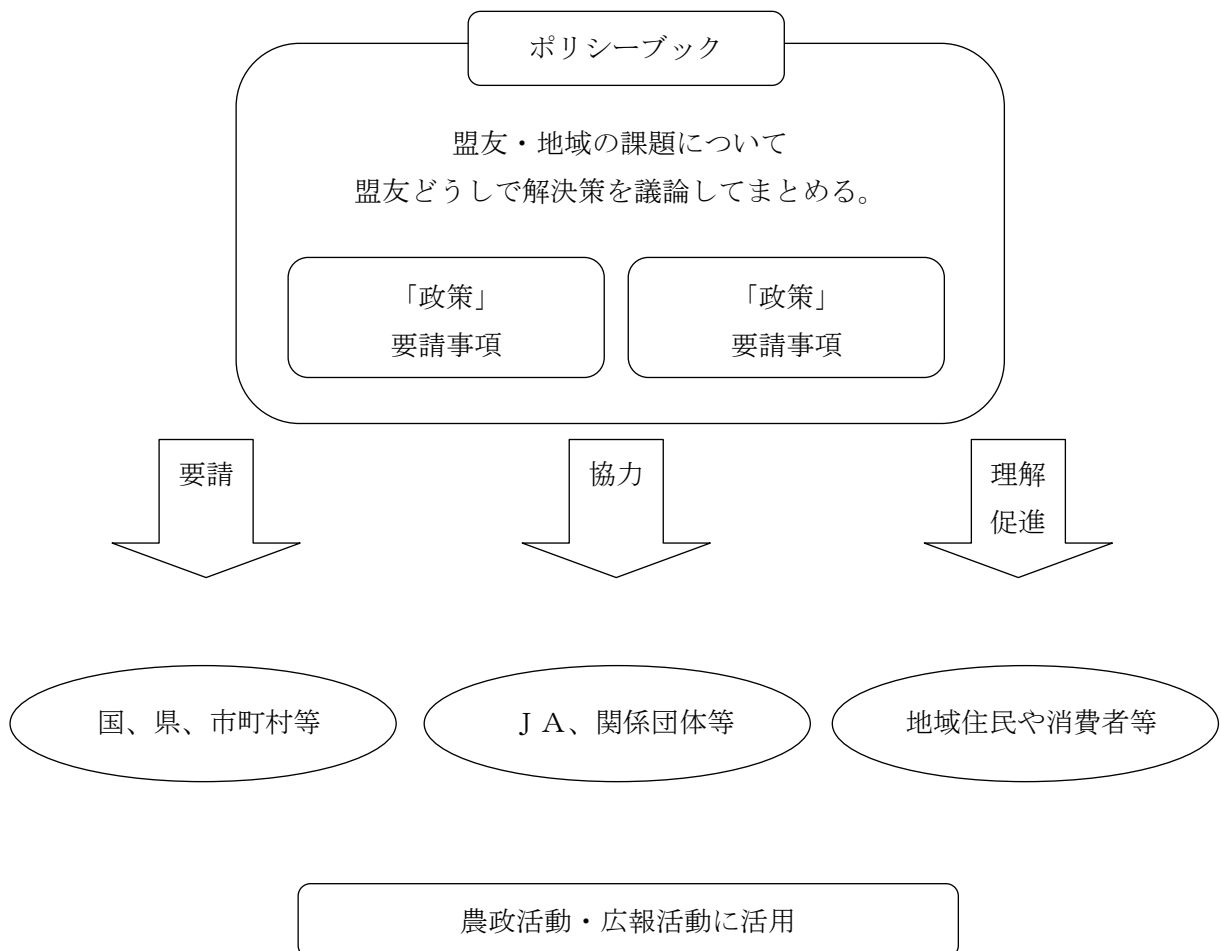 ポリシーブック
盟友・地域の課題について
盟友どうしで解決策を議論してまとめる。
「政策」
要請事項
「政策」
要請事項
要請
協力
理解
促進
国、県、市町村等
ＪＡ、関係団体等
地域住民や消費者等
農政活動・広報活動に活用